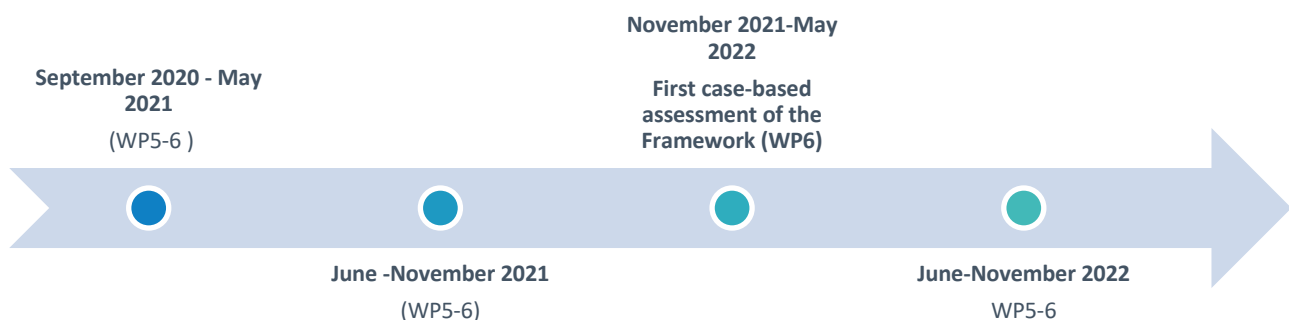 September 2020 - May
2021
(WP5-6 )
June -November 2021
(WP5-6)
November 2021-May
2022
First case-based
assessment of the
Framework (WP6)
June-November 2022
WP5-6